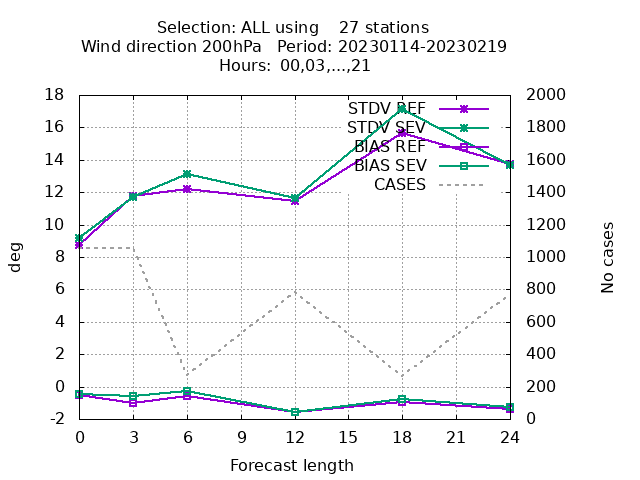 Selection: ALL using 27 stations
Wind direction 200hPa Period: 20230114-20230219
Hours: 00,03,...,21
18
16
14
12
10
8
6
4
2
0
-2
2000
1800
1600
1400
1200
1000
800
600
400
200
0
STDV REF
STDV SEV
BIAS REF
BIAS SEV
CASES
deg
No cases
0 3 6 9 12 15 18 21 24
Forecast length